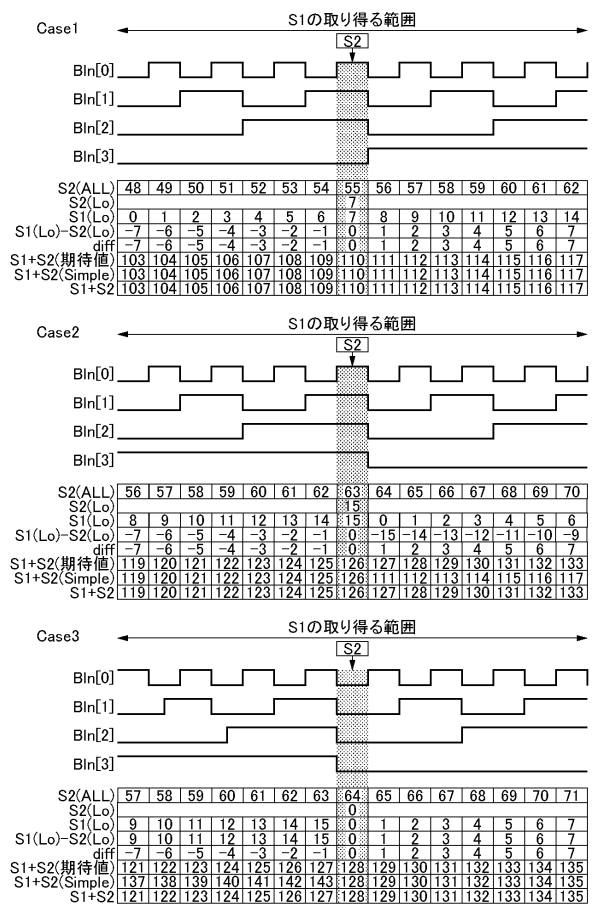 Case1
S1の取り得る範囲
S2
BIn[0]
BIn[1]
BIn[2]
BIn[3]
S2(ALL) 48 49 50 51 52 53 54 55 56 57 58 59 60 61 62
S2(Lo) 7
S1(Lo) 0 1 2 3 4 5 6 7 8 9 10 11 12 13 14
S1(Lo)-S2(Lo) -7 -6 -5 -4 -3 -2 -1 0 1 2 3 4 5 6 7
diff -7 -6 -5 -4 -3 -2 -1 0 1 2 3 4 5 6 7
S1+S2(期待値) 103 104 105 106 107 108 109 110 111 112 113 114 115 116 117
S1+S2(Simple) 103 104 105 106 107 108 109 110 111 112 113 114 115 116 117
S1+S2 103 104 105 106 107 108 109 110 111 112 113 114 115 116 117
Case2
S1の取り得る範囲
S2
BIn[0]
BIn[1]
BIn[2]
BIn[3]
S2(ALL) 56 57 58 59 60 61 62 63 64 65 66 67 68 69 70
S2(Lo) 15
S1(Lo) 8 9 10 11 12 13 14 15 0 1 2 3 4 5 6
S1(Lo)-S2(Lo) -7 -6 -5 -4 -3 -2 -1 0 -15 -14 -13 -12 -11 -10 -9
diff -7 -6 -5 -4 -3 -2 -1 0 1 2 3 4 5 6 7
S1+S2(期待値) 119 120 121 122 123 124 125 126 127 128 129 130 131 132 133
S1+S2(Simple) 119 120 121 122 123 124 125 126 111 112 113 114 115 116 117
S1+S2 119 120 121 122 123 124 125 126 127 128 129 130 131 132 133
Case3
S1の取り得る範囲
S2
BIn[0]
BIn[1]
BIn[2]
BIn[3]
S2(ALL) 57 58 59 60 61 62 63 64 65 66 67 68 69 70 71
S2(Lo) 0
S1(Lo) 9 10 11 12 13 14 15 0 1 2 3 4 5 6 7
S1(Lo)-S2(Lo) 9 10 11 12 13 14 15 0 1 2 3 4 5 6 7
diff -7 -6 -5 -4 -3 -2 -1 0 1 2 3 4 5 6 7
S1+S2(期待値) 121 122 123 124 125 126 127 128 129 130 131 132 133 134 135
S1+S2(Simple) 137 138 139 140 141 142 143 128 129 130 131 132 133 134 135
S1+S2 121 122 123 124 125 126 127 128 129 130 131 132 133 134 135